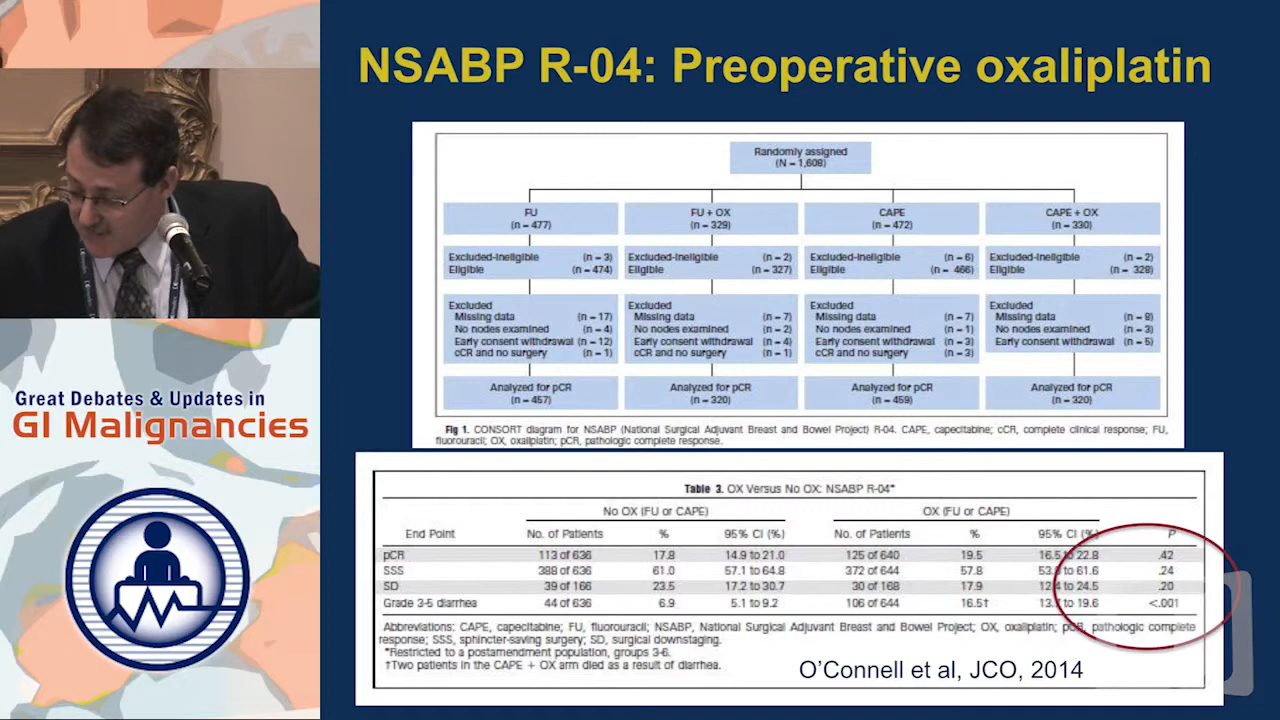 NSABP R-04: Preoperative oxaliplatin
Randomly assigned
(N = 1,608)
FU
(n = 477)
FU + OX
(n = 329)
CAPE
(n = 472)
CAPE + OX
(n = 330)
Excluded-ineligible (n = 3)
Eligible (n = 474)
Excluded-ineligible (n = 2)
Eligible (n = 327)
Excluded-ineligible (n = 6)
Eligible (n = 466)
Excluded-ineligible (n = 2)
Eligible (n = 328)
Excluded
Missing data (n = 17)
No nodes examined (n = 4)
Early consent withdrawal (n = 12)
cCR and no surgery (n = 1)
Excluded
Missing data (n = 7)
No nodes examined (n = 2)
Early consent withdrawal (n = 4)
cCR and no surgery (n = 1)
Excluded
Missing data (n = 7)
No nodes examined (n = 1)
Early consent withdrawal (n = 3)
cCR and no surgery (n = 3)
Excluded
Missing data
No nodes examined (n = 3)
Early consent withdrawal (n = 5)
Analyzed for pCR
(n = 457)
Analyzed for pCR
(n = 320)
Analyzed for pCR
(n = 459)
Analyzed for pCR
(n = 320)
Fig 1. CONSORT diagram for NSABP (National Surgical Adjuvant Breast and Bowel Project) R-04. CAPE, capecitabine; cCR, complete clinical response; FU,
fluorouracil; OX, oxaliplatin; pCR, pathologic complete response.
Great Debates & Updates in
GI Malignancies
Table 3. OX Versus No OX: NSABP R-04*
No OX (FU or CAPE) OX (FU or CAPE)
End Point No. of Patients % 95% CI (%) No. of Patients % 95% CI (%) P
pCR 113 of 636 17.8 14.9 to 21.0 125 of 640 19.5 16.5 to 22.8 .42
SSS 388 of 636 61.0 57.1 to 64.8 372 of 644 57.8 to 61.6 .24
SD 39 of 166 23.5 17.2 to 30.7 30 of 168 17.9 to 24.5 .20
Grade 3-5 diarrhea 44 of 636 6.9 5.1 to 9.2 106 of 644 16.5† to 19.6 <.001
Abbreviations: CAPE, capecitabine; FU, fluorouracil; NSABP, National Surgical Adjuvant Breast and Bowel Project; OX, oxaliplatin; pCR, pathologic complete
response; SSS, sphincter-saving surgery; SD, surgical downstaging.
*Restricted to a postamendment population, groups 3-6.
†Two patients in the CAPE + OX arm died as a result of diarrhea.
O'Connell et al, JCO, 2014